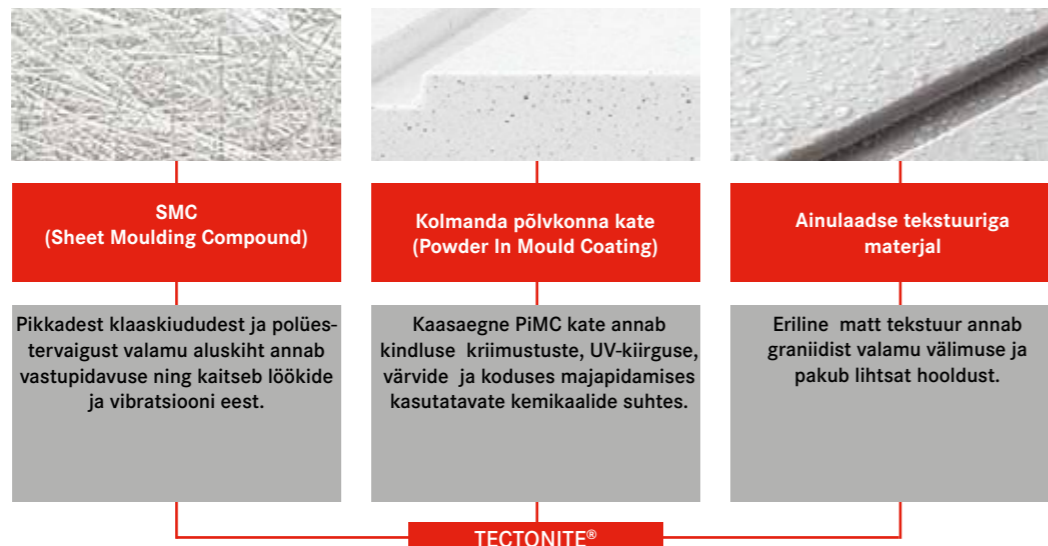 SMC
(Sheet Moulding Compound)
Pikkadest klaaskiududest ja polües-
tervaigust valamu aluskiht annab
vastupidavuse ning kaitseb löökide
ja vibratsiooni eest.
Kolmanda põlvkonna kate
(Powder In Mould Coating)
Kaasaegne PiMC kate annab
kindluse kriimustuste, UV-kiirguse,
värvide ja koduses majapidamises
kasutatavate kemikaalide suhtes.
Ainulaadse tekstuuriga
materjal
Eriline matt tekstuur annab
graniidist valamu välimuse ja
pakub lihtsat hooldust.
TECTONITE®